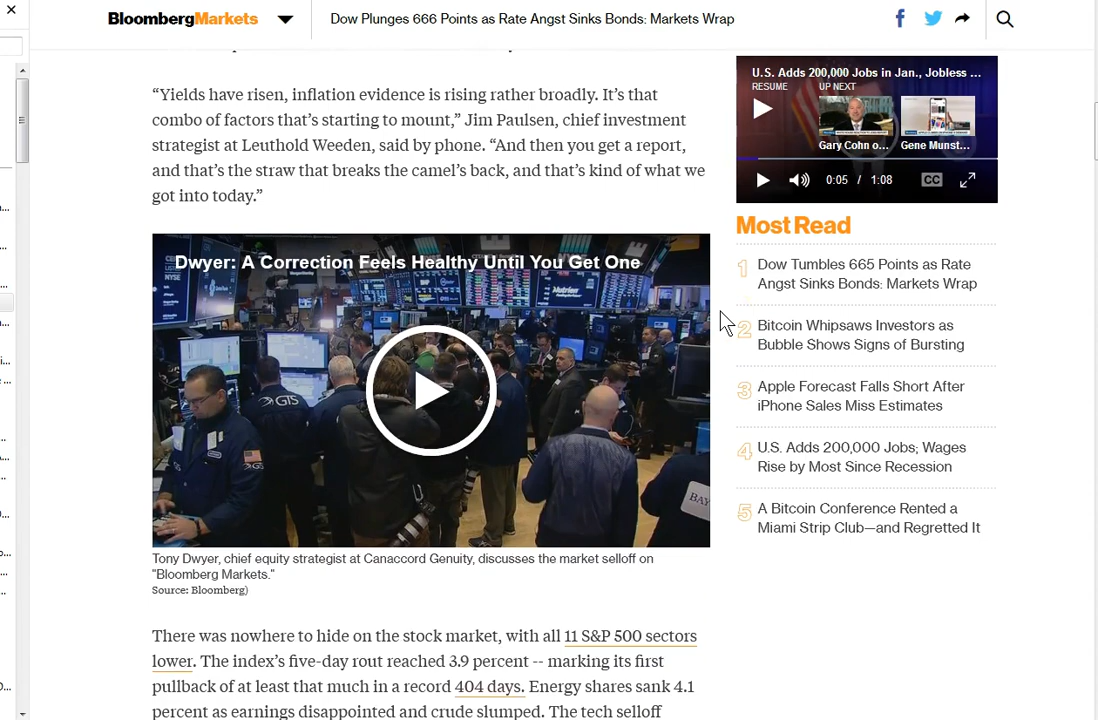 BloombergMarkets
Dow Plunges 666 Points as Rate Angst Sinks Bonds: Markets Wrap
“Yields have risen, inflation evidence is rising rather broadly. It’s that
combo of factors that’s starting to mount,” Jim Paulsen, chief investment
strategist at Leuthold Weeden, said by phone. “And then you get a report,
and that’s the straw that breaks the camel’s back, and that’s kind of what we
got into today.”
Dwyer: A Correction Feels Healthy Until You Get One
GTS
BAY
Tony Dwyer, chief equity strategist at Canaccord Genuity, discusses the market selloff on
"Bloomberg Markets."
Source: Bloomberg)
There was nowhere to hide on the stock market, with all 11 S&P 500 sectors
lower. The index’s five-day rout reached 3.9 percent -- marking its first
pullback of at least that much in a record 404 days. Energy shares sank 4.1
percent as earnings disappointed and crude slumped. The tech selloff
U.S. Adds 200,000 Jobs in Jan., Jobless ...
RESUME
UP NEXT
Gary Cohn o...
Gene Munst...
0:05 / 1:08
CC
Most Read
1 Dow Tumbles 665 Points as Rate
Angst Sinks Bonds: Markets Wrap
2 Bitcoin Whipsaws Investors as
Bubble Shows Signs of Bursting
3 Apple Forecast Falls Short After
iPhone Sales Miss Estimates
4 U.S. Adds 200,000 Jobs; Wages
Rise by Most Since Recession
5 A Bitcoin Conference Rented a
Miami Strip Club—and Regretted It